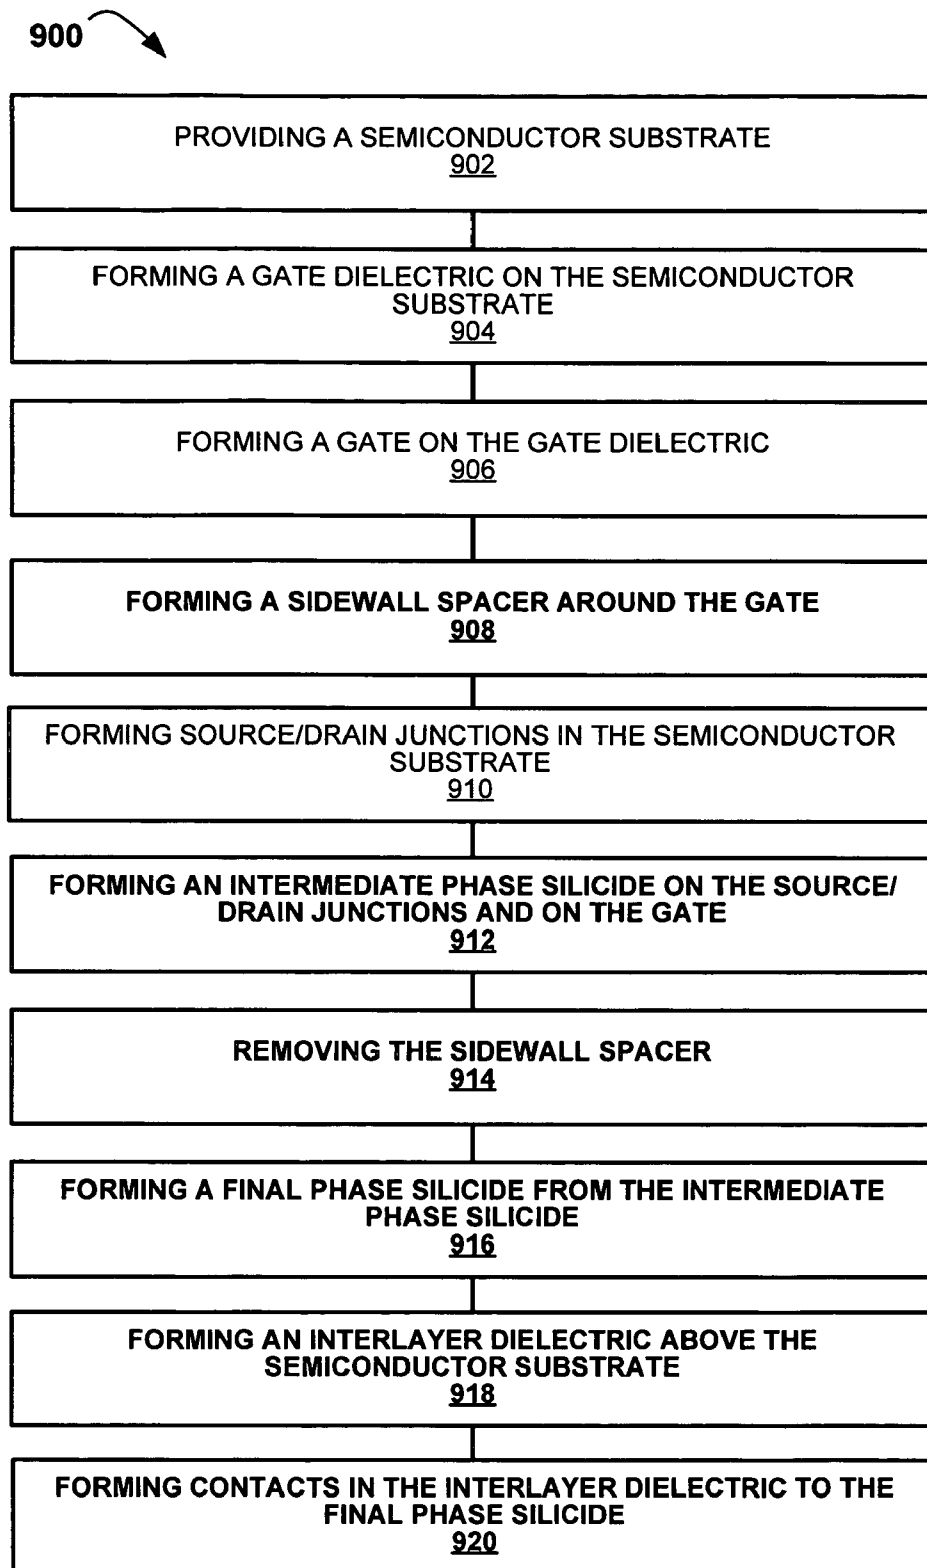 900
PROVIDING A SEMICONDUCTOR SUBSTRATE
902
FORMING A GATE DIELECTRIC ON THE SEMICONDUCTOR
SUBSTRATE
904
FORMING A GATE ON THE GATE DIELECTRIC
906
FORMING A SIDEWALL SPACER AROUND THE GATE
908
FORMING SOURCE/DRAIN JUNCTIONS IN THE SEMICONDUCTOR
SUBSTRATE
910
FORMING AN INTERMEDIATE PHASE SILICIDE ON THE SOURCE/
DRAIN JUNCTIONS AND ON THE GATE
912
REMOVING THE SIDEWALL SPACER
914
FORMING A FINAL PHASE SILICIDE FROM THE INTERMEDIATE
PHASE SILICIDE
916
FORMING AN INTERLAYER DIELECTRIC ABOVE THE
SEMICONDUCTOR SUBSTRATE
918
FORMING CONTACTS IN THE INTERLAYER DIELECTRIC TO THE
FINAL PHASE SILICIDE
920